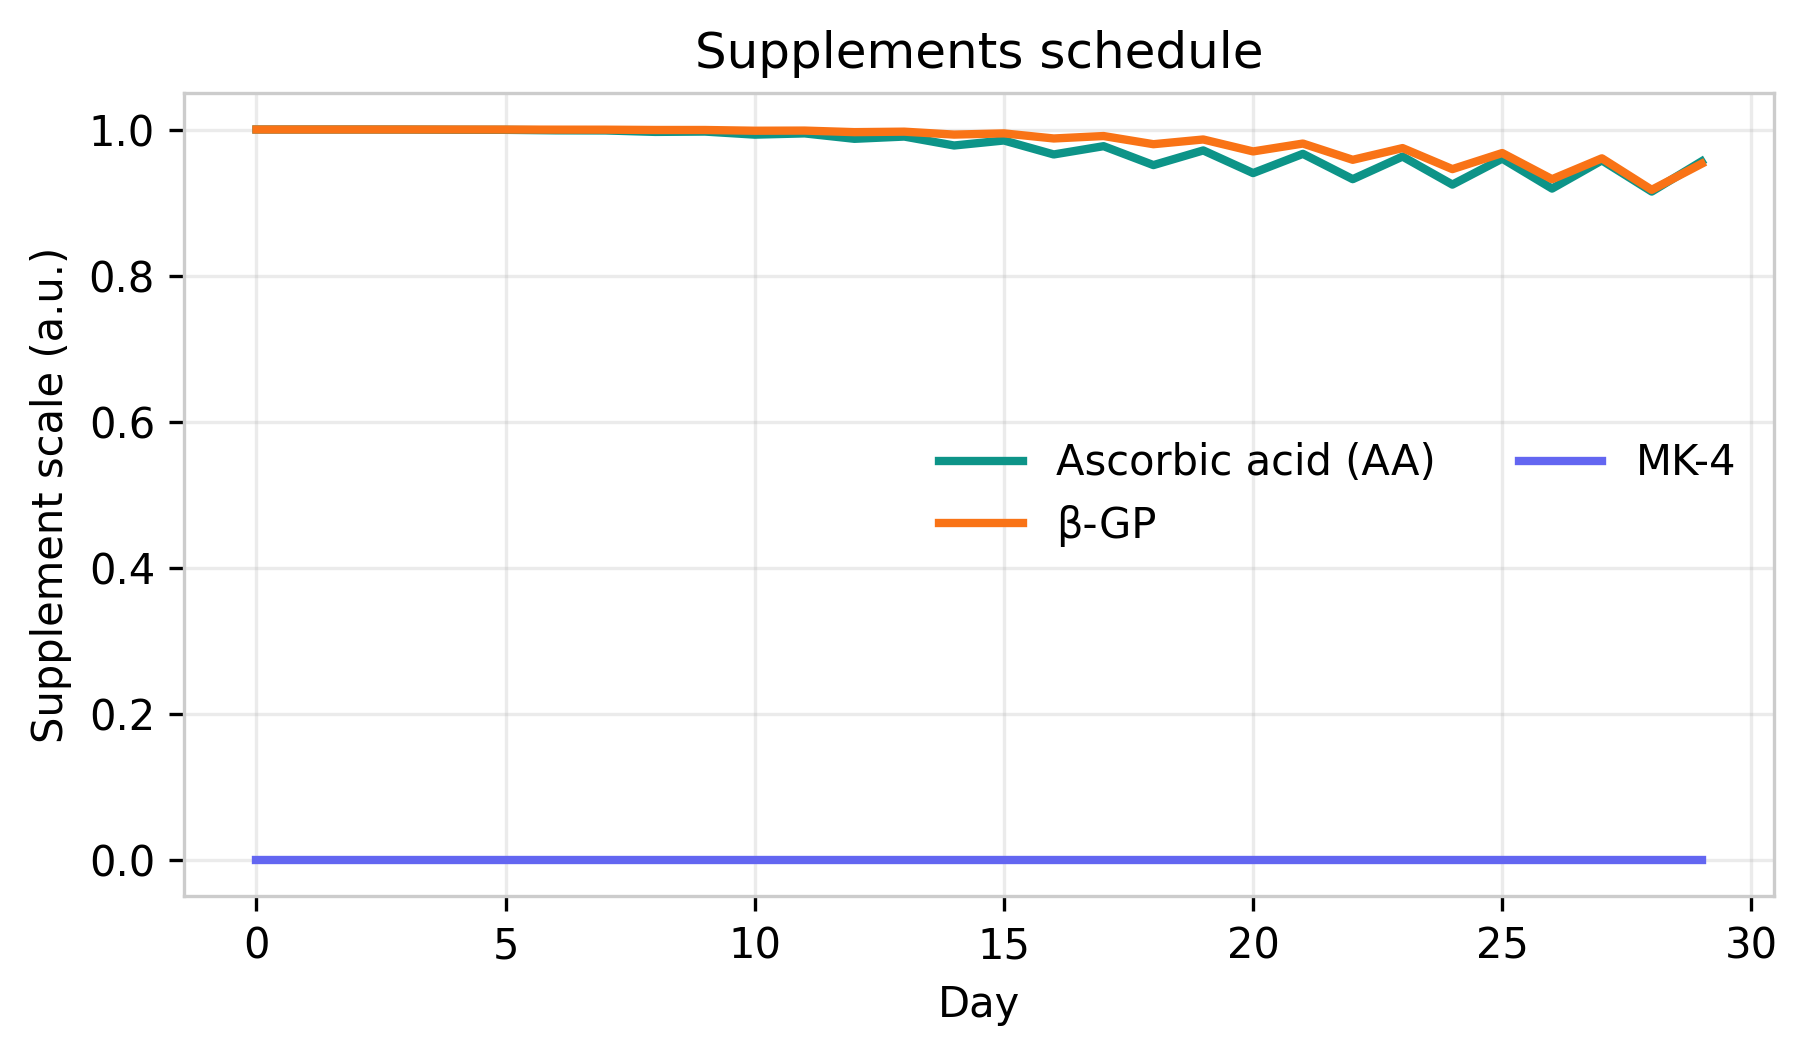 Supplements schedule
Supplement scale (a.u.)
1.0
0.8
0.6
0.4
0.2
0.0
Ascorbic acid (AA)
β-GP
MK-4
0 5 10 15 20 25 30
Day